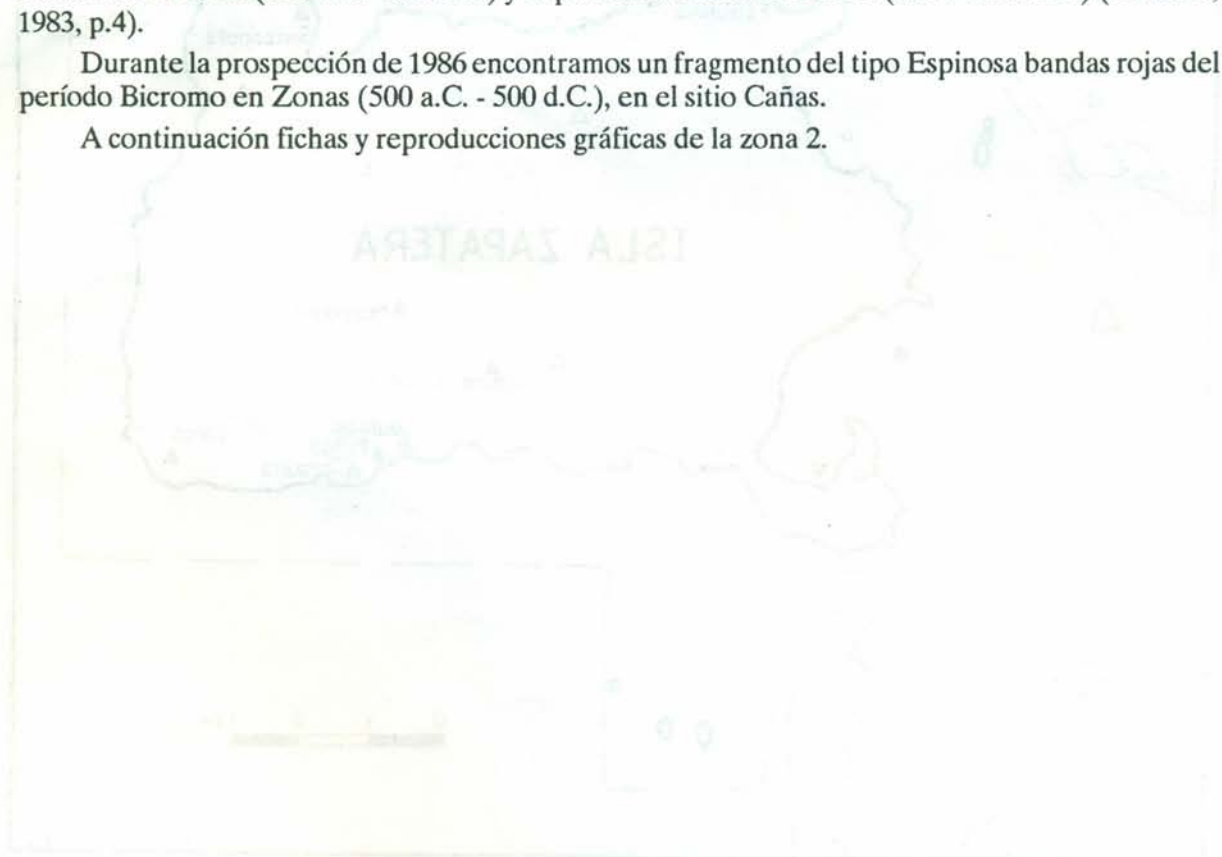 1983, p.4).
Durante la prospección de 1986 encontramos un fragmento del tipo Espinosa bandas rojas del
período Bicromo en Zonas (500 a.C. - 500 d.C.), en el sitio Cañas.
A continuación fichas y reproducciones gráficas de la zona 2.
ISLA ZAPATERA